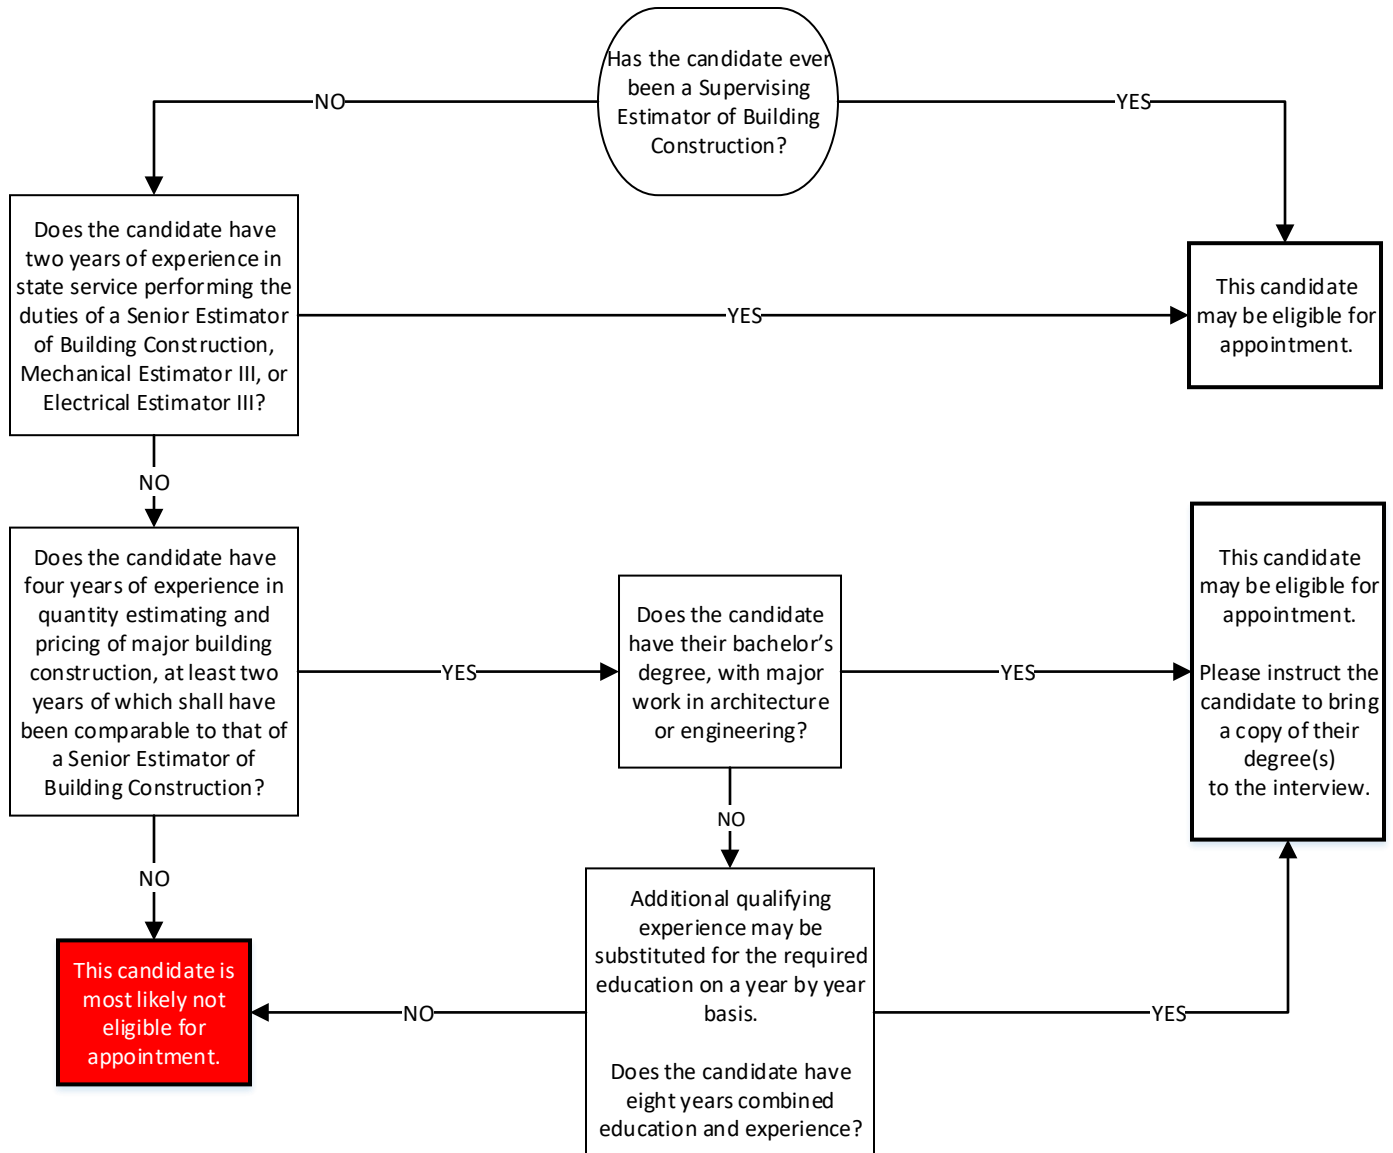 Has the candidate ever
been a Supervising
Estimator of Building
Construction?
NO
YES
Does the candidate have
two years of experience in
state service performing the
duties of a Senior Estimator
of Building Construction,
Mechanical Estimator III, or
Electrical Estimator III?
YES
This candidate
may be eligible for
appointment.
NO
Does the candidate have
four years of experience in
quantity estimating and
pricing of major building
construction, at least two
years of which shall have
been comparable to that of
a Senior Estimator of
Building Construction?
YES
Does the candidate
have their bachelor’s
degree, with major
work in architecture
or engineering?
YES
This candidate
may be eligible for
appointment.
Please instruct the
candidate to bring
a copy of their
degree(s)
to the interview.
NO
NO
This candidate is
most likely not
eligible for
appointment.
NO
Additional qualifying
experience may be
substituted for the required
education on a year by year
basis.
Does the candidate have
eight years combined
education and experience?
YES